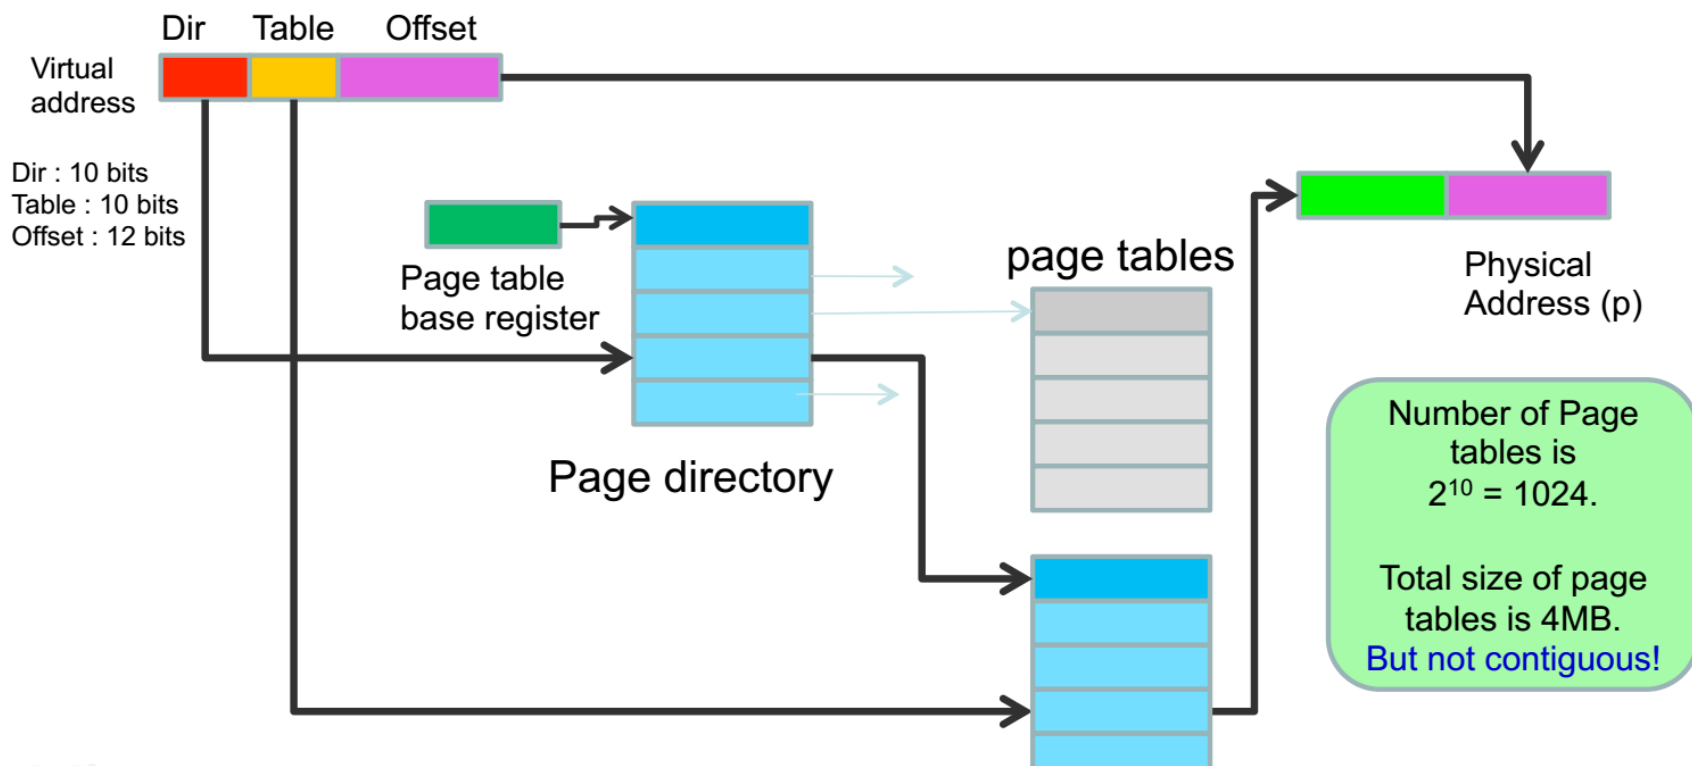 Dir Table Offset
Virtual
address
Dir : 10 bits
Table : 10 bits
Offset : 12 bits
Page table
base register
Page directory
page tables
Physical
Address (p)
Number of Page
tables is
2¹⁰ = 1024.
Total size of page
tables is 4MB.
But not contiguous!